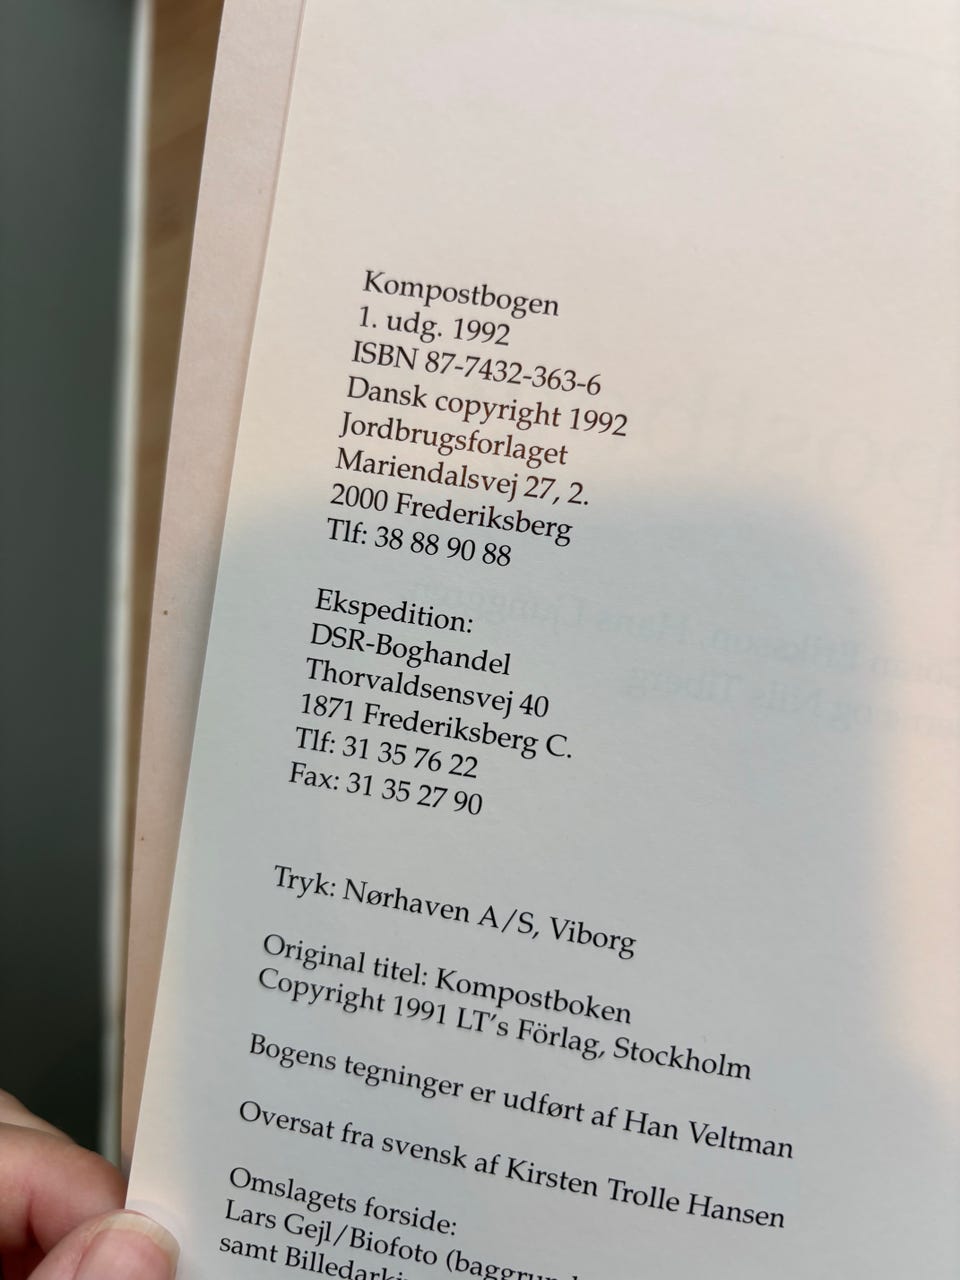 Kompostbogen
1. udg. 1992
ISBN 87-7432-363-6
Dansk copyright 1992
Jordbrugsforlaget
Mariendalsvej 27, 2.
2000 Frederiksberg
Tlf: 38 88 90 88
Ekspedition:
DSR-Boghandel
Thorvaldsensvej 40
1871 Frederiksberg C.
Tlf: 31 35 76 22
Fax: 31 35 27 90
Tryk: Nørhaven A/S, Viborg
Original titel: Kompostboken
Copyright 1991 LT's Förlag, Stockholm
Bogens tegninger er udført af Han Veltman
Oversat fra svensk af Kirsten Trolle Hansen
Omslagets forside:
Lars Gejl/Biofoto
samt